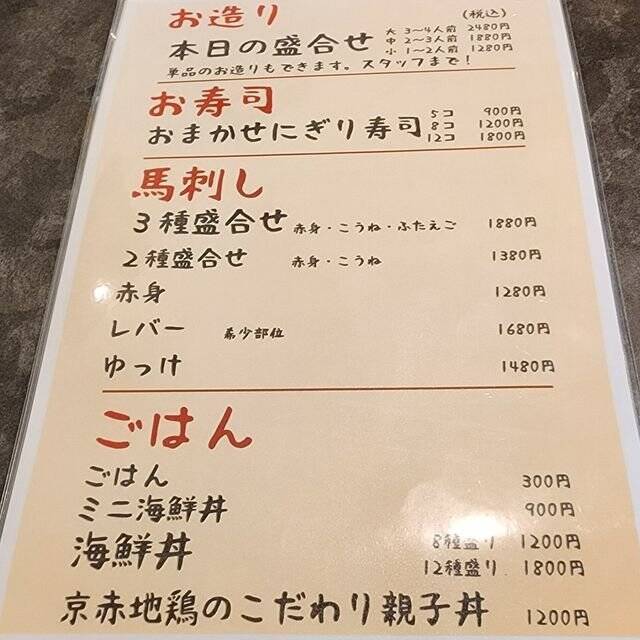 お造り (税込)
本日の盛合せ 大 3〜4人前 2480円
中 2〜3人前 1880円
小 1〜2人前 1280円
単品のお造りもできます。スタッフまで!
お寿司
おまかせにぎり寿司 5コ 900円
8コ 1200円
12コ 1800円
馬刺し
3種盛合せ 赤身・こうね・ふたえご 1880円
2種盛合せ 赤身・こうね 1380円
赤身 1280円
レバー 希少部位 1680円
ゆっけ 1480円
ごはん
ごはん 300円
ミニ海鮮丼 900円
海鮮丼 8種盛り 1200円
12種盛り 1800円
京赤地鶏のこだわり親子丼 1200円